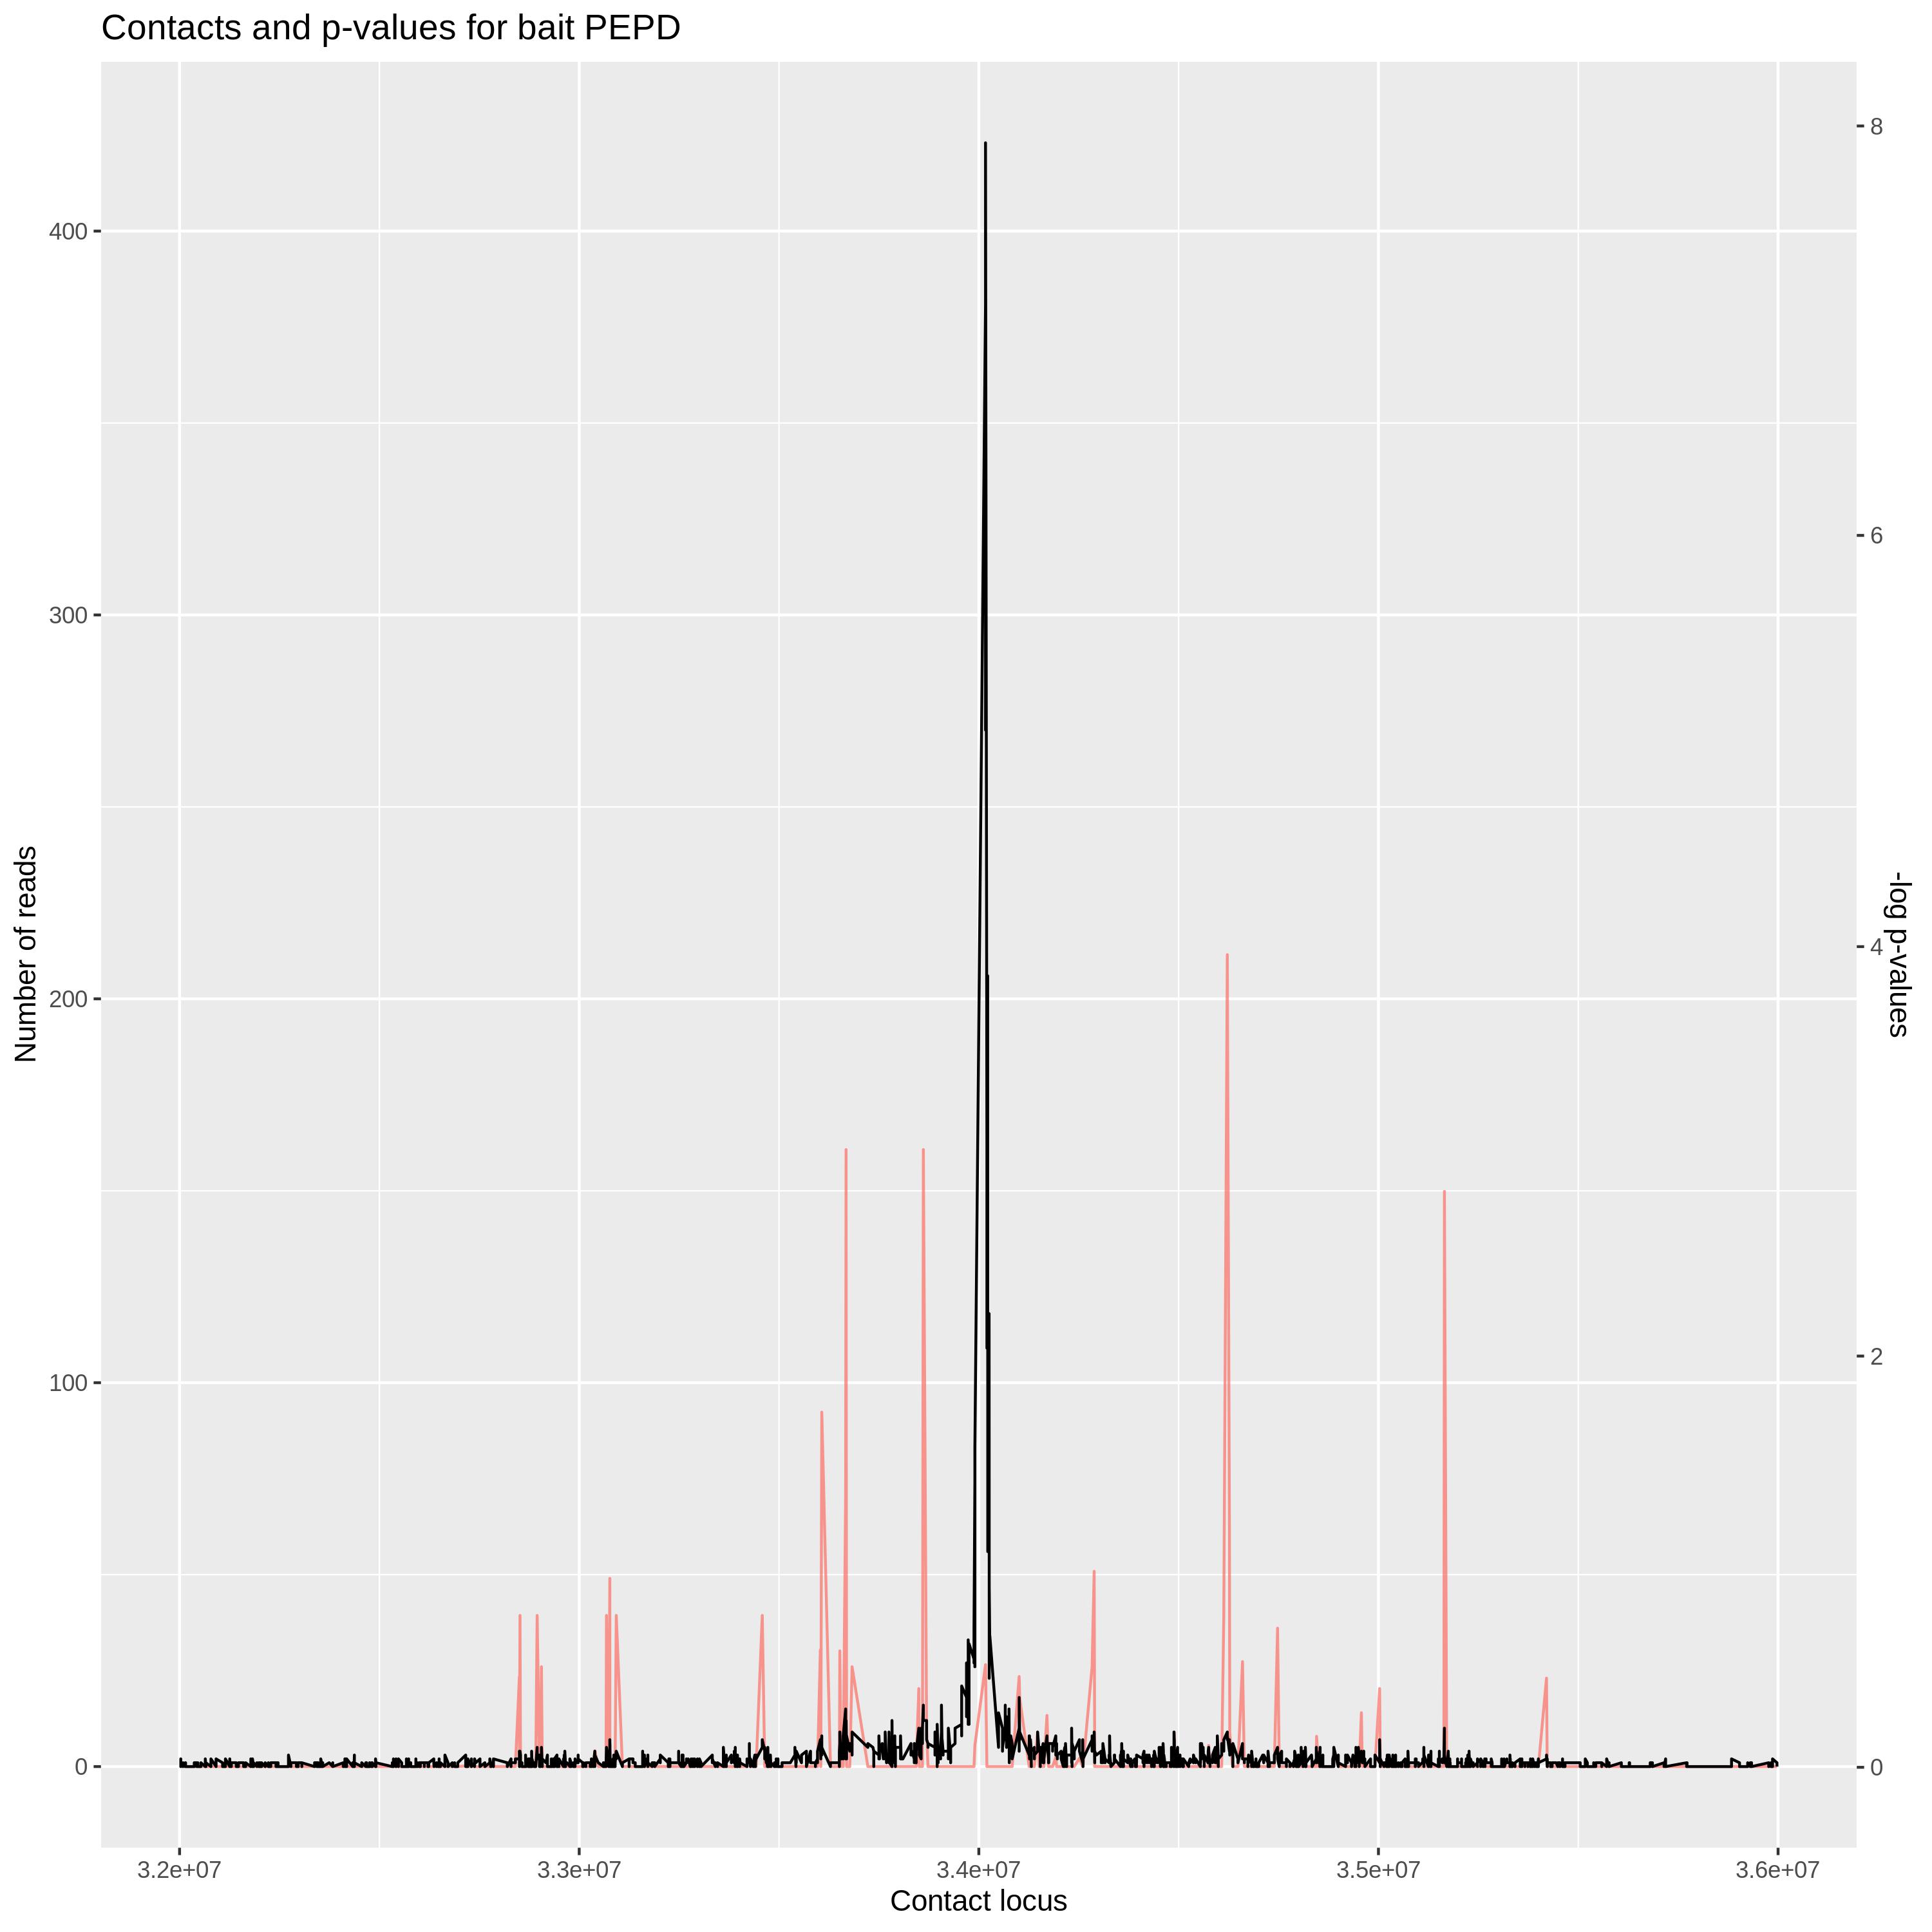 Contacts and p-values for bait PEPD
400
300
200
100
0
8
6
4
2
0
Number of reads
-log p-values
3.2e+07 3.3e+07 3.4e+07 3.5e+07 3.6e+07
Contact locus